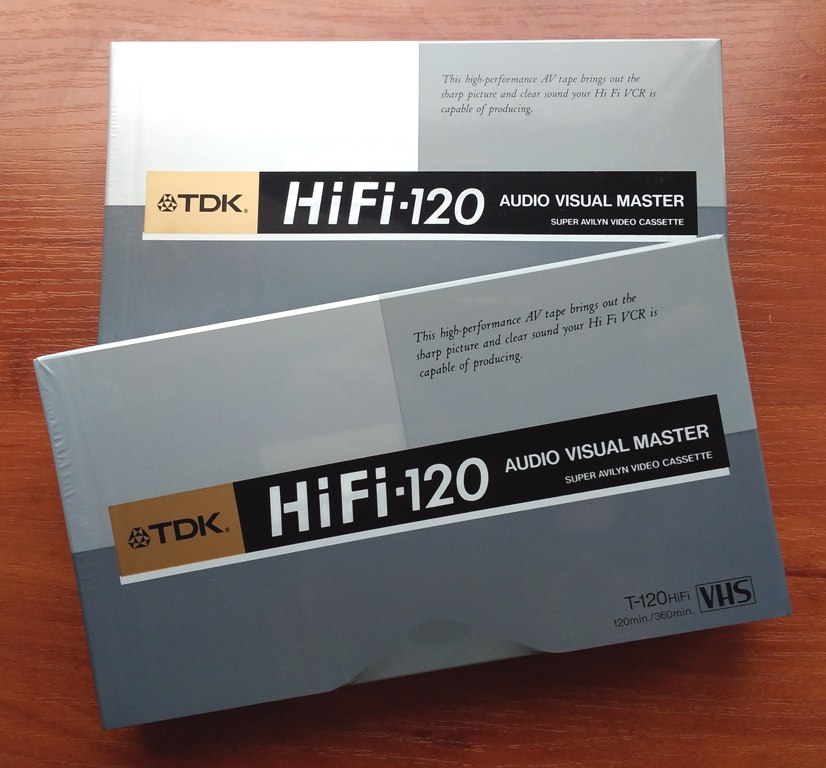 This high-performance AV tape brings out the
sharp picture and clear sound your Hi Fi VCR is
capable of producing.
TDK® HiFi-120 AUDIO VISUAL MASTER
SUPER AVILYN VIDEO CASSETTE
This high-performance AV tape brings out the
sharp picture and clear sound your Hi Fi VCR is
capable of producing.
TDK® HiFi-120 AUDIO VISUAL MASTER
SUPER AVILYN VIDEO CASSETTE
T-120HiFi VHS
120min./360min.